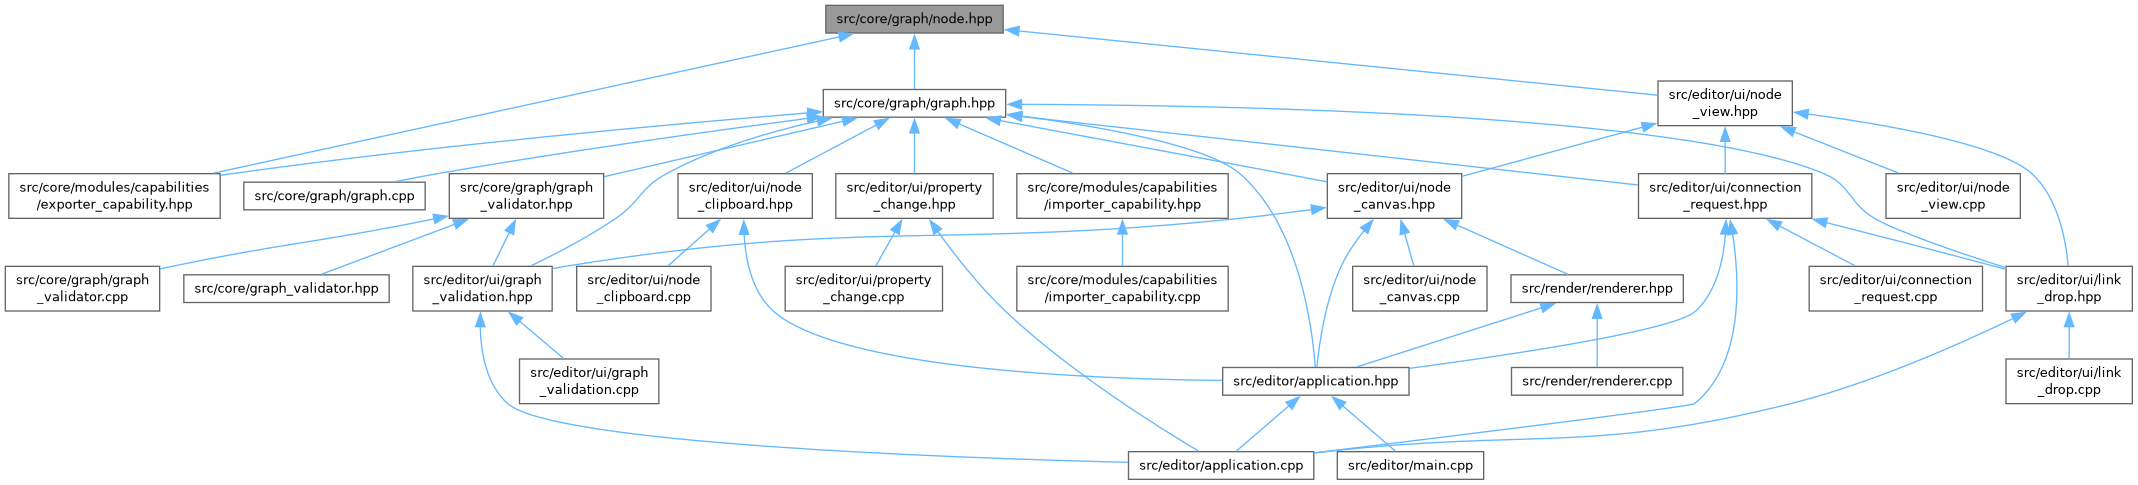 src/core/graph/node.hpp
src/core/graph/graph.hpp
src/editor/ui/node
_view.hpp
src/core/modules/capabilities
/exporter_capability.hpp
src/core/graph/graph.cpp
src/core/graph/graph
_validator.hpp
src/editor/ui/node
_clipboard.hpp
src/editor/ui/property
_change.hpp
src/core/modules/capabilities
/importer_capability.hpp
src/editor/ui/node
_canvas.hpp
src/editor/ui/connection
_request.hpp
src/editor/ui/node
_view.cpp
src/core/graph/graph
_validator.cpp
src/core/graph_validator.hpp
src/editor/ui/graph
_validation.hpp
src/editor/ui/node
_clipboard.cpp
src/editor/ui/property
_change.cpp
src/core/modules/capabilities
/importer_capability.cpp
src/editor/ui/node
_canvas.cpp
src/render/renderer.hpp
src/editor/ui/connection
_request.cpp
src/editor/ui/link
_drop.hpp
src/editor/ui/graph
_validation.cpp
src/editor/application.hpp
src/render/renderer.cpp
src/editor/ui/link
_drop.cpp
src/editor/application.cpp
src/editor/main.cpp